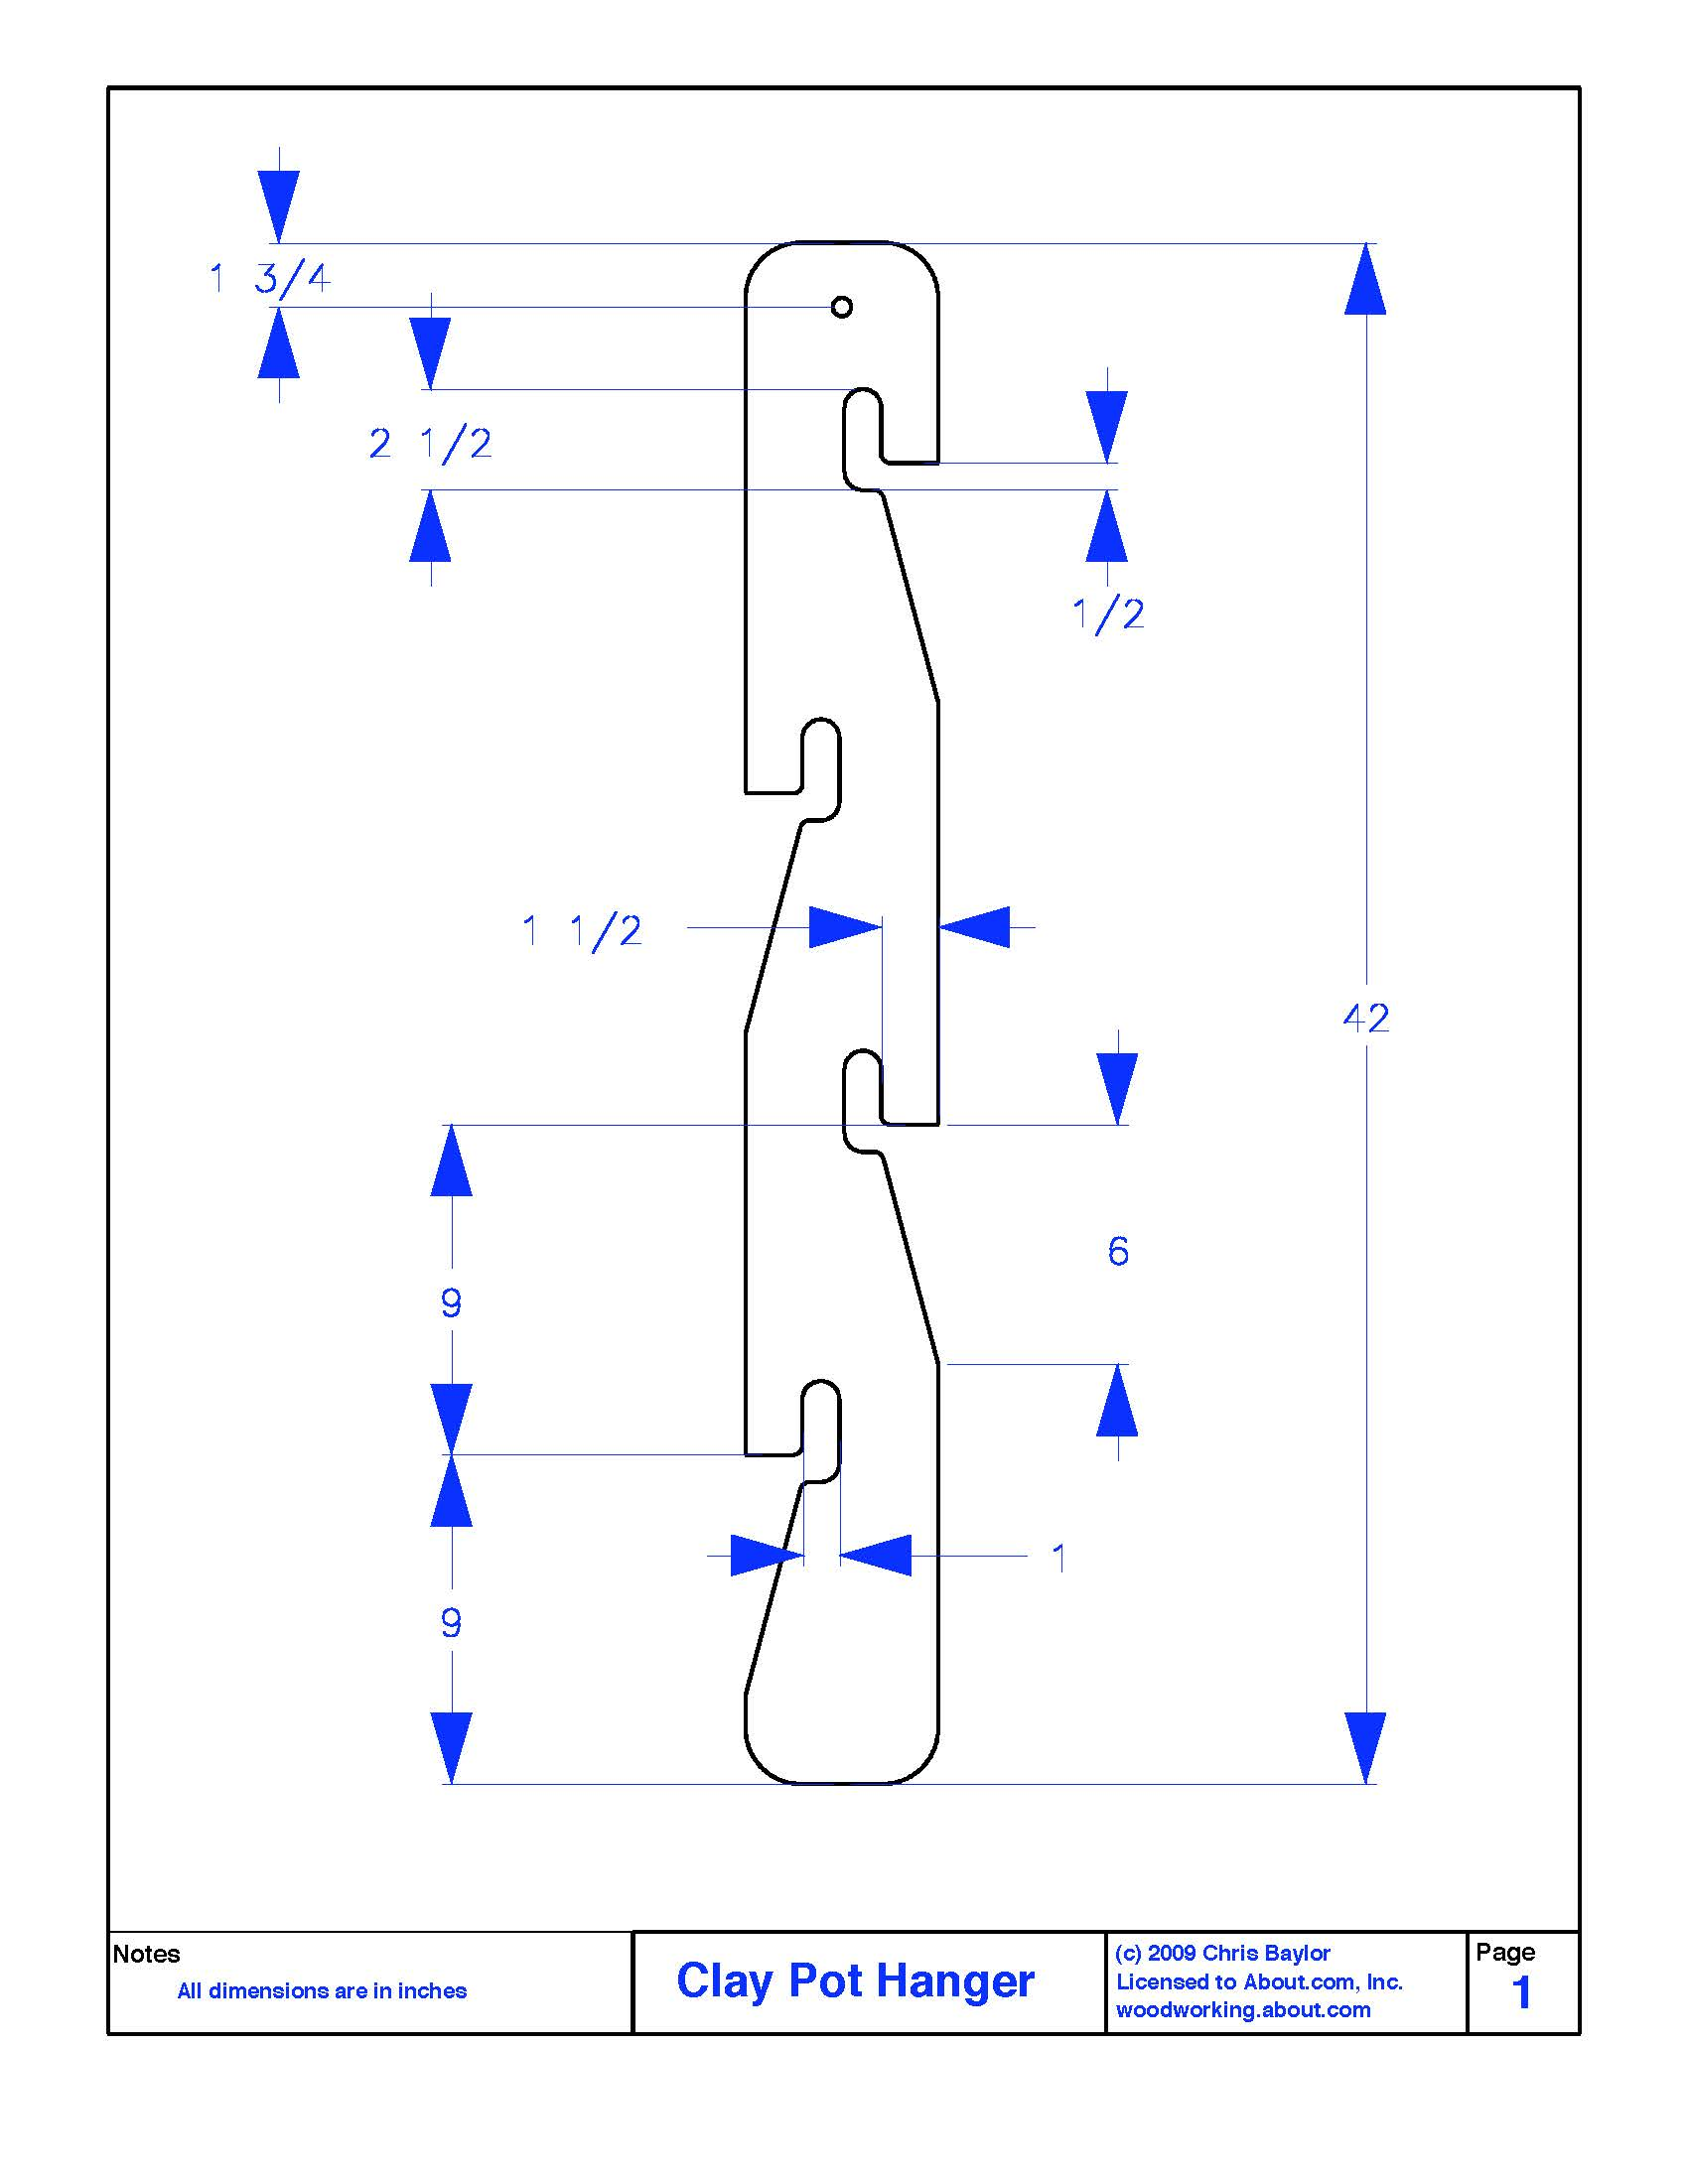 1 3/4
2 1/2
1/2
1 1/2
42
6
9
1
9
Notes
All dimensions are in inches
Clay Pot Hanger
(c) 2009 Chris Baylor
Licensed to About.com, Inc.
woodworking.about.com
Page
1